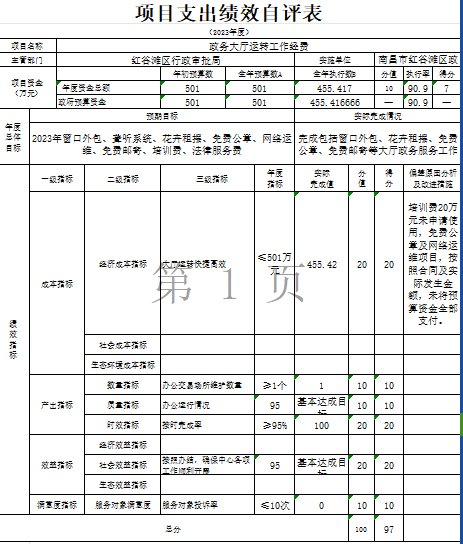 项目支出绩效自评表
（2023年度）
项目名称 政务大厅运转工作经费
主管部门 红谷滩区行政审批局 实施单位 南昌市红谷滩区政
项目资金（万元） 年初预算数 全年预算数A 全年执行数B 分值 执行率 得分
年度资金总额 501 501 455.417 10 90.9 7
政府预算资金 501 501 455.416666 — 90.9 —
年度总体目标 预期目标 实际完成情况
2023年窗口外包、聋听系统、花卉租摆、免费公章、网络运维、免费邮寄、培训费、法律服务费
完成包括窗口外包、花卉租摆、免费公章、免费邮寄等大厅政务服务工作
绩效指标 一级指标 二级指标 三级指标 年度指标 实际完成值 分值 得分 偏差原因分析及改进措施
成本指标 经济成本指标 大厅运转快捷高效 ≤501万元 455.42 20 20 培训费20万元未申请使用，免费公章及网络运维项目，按照合同及实际发生金额，未将预算资金全部支付。
社会成本指标
生态环境成本指标
产出指标 数量指标 办公交易场所维护数量 ≥1个 1 10 10
质量指标 办公运行情况 95 基本达成目标 10 10
时效指标 按时完成率 ≥95% 100 20 20
效益指标 经济效益指标
社会效益指标 按照办结，确保中心各项工作顺利开展 95 基本达成目标 20 20
生态效益指标
满意度指标 服务对象满意度 服务对象投诉率 ≤10次 0 10 10
总分 100 97
第 1 页